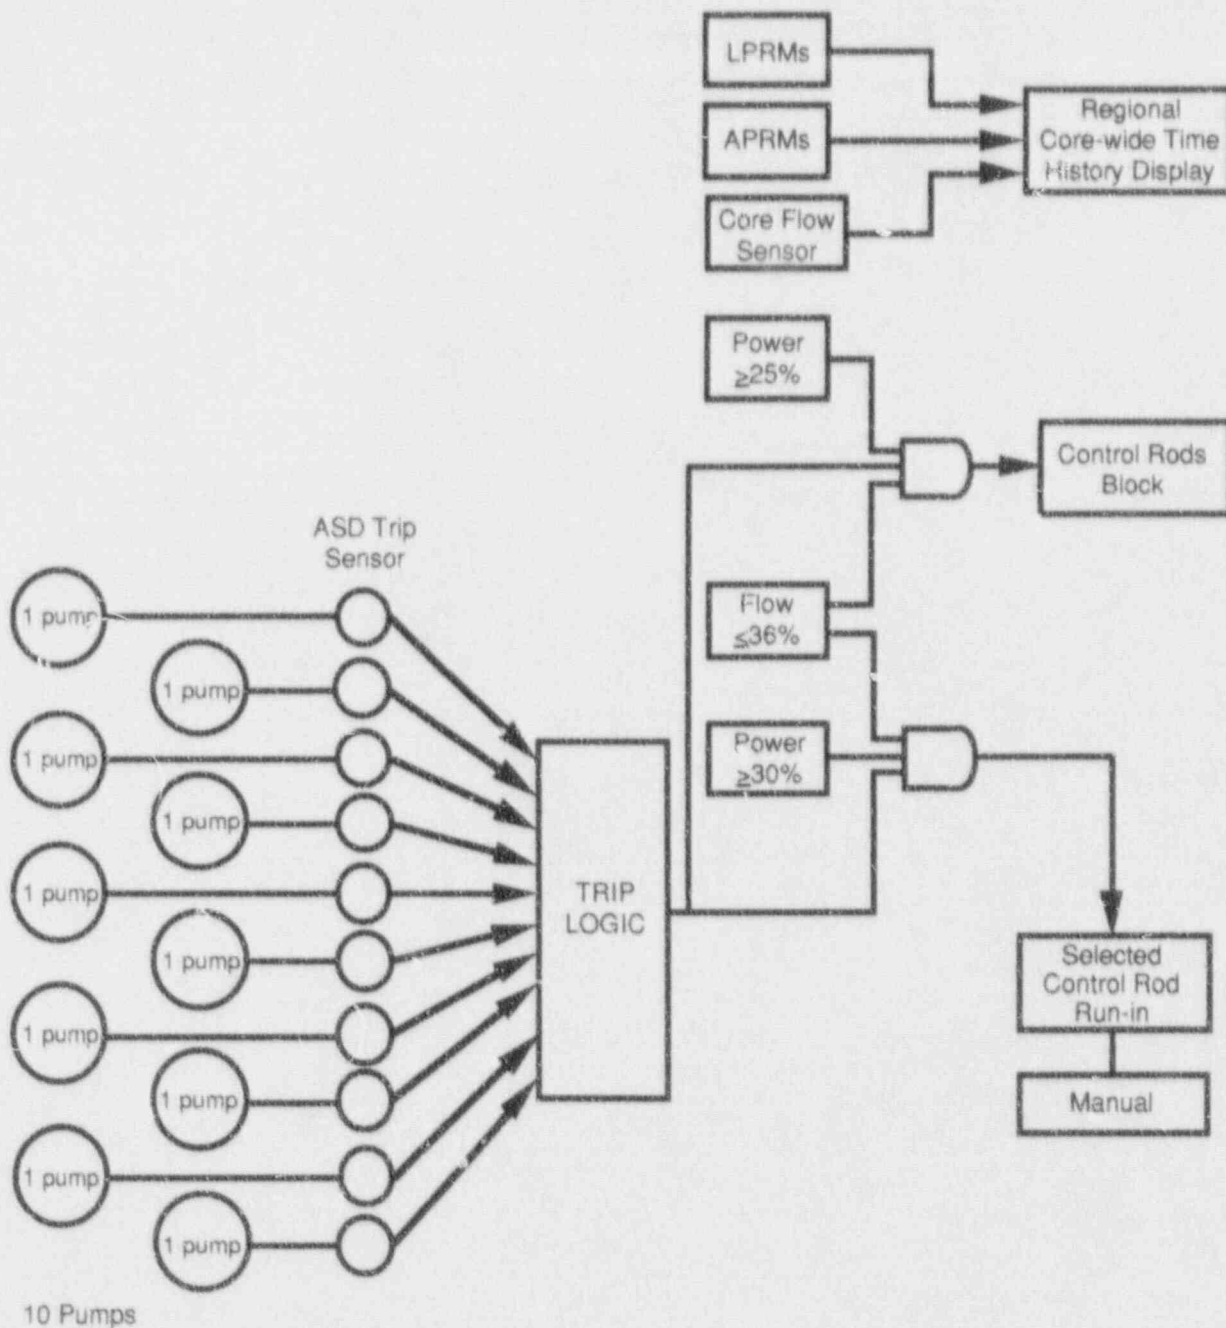 LPRMs
APRMs
Core Flow
Sensor
Regional
Core-wide Time
History Display
Power
≥25%
Control Rods
Block
Flow
≤36%
Power
≥30%
ASD Trip
Sensor
1 pump
1 pump
1 pump
1 pump
1 pump
1 pump
1 pump
1 pump
1 pump
1 pump
TRIP
LOGIC
Selected
Control Rod
Run-in
Manual
10 Pumps